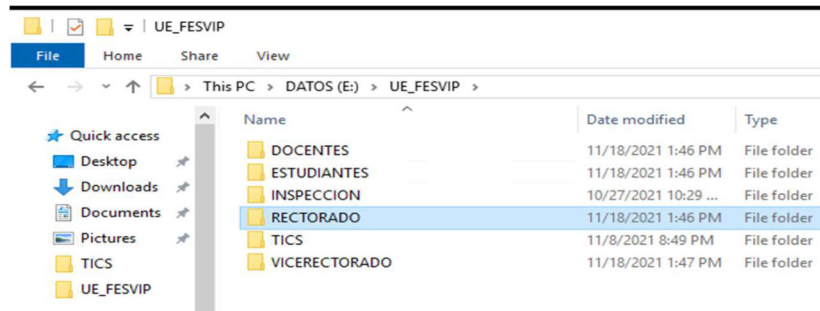 UE_FESVIP
File Home Share View
This PC > DATOS (E:) > UE_FESVIP >
Name Date modified Type
Quick access
Desktop
Downloads
Documents
Pictures
TICS
UE_FESVIP
DOCENTES 11/18/2021 1:46 PM File folder
ESTUDIANTES 11/18/2021 1:46 PM File folder
INSPECCION 10/27/2021 10:29 ... File folder
RECTORADO 11/18/2021 1:46 PM File folder
TICS 11/8/2021 8:49 PM File folder
VICERECTORADO 11/18/2021 1:47 PM File folder